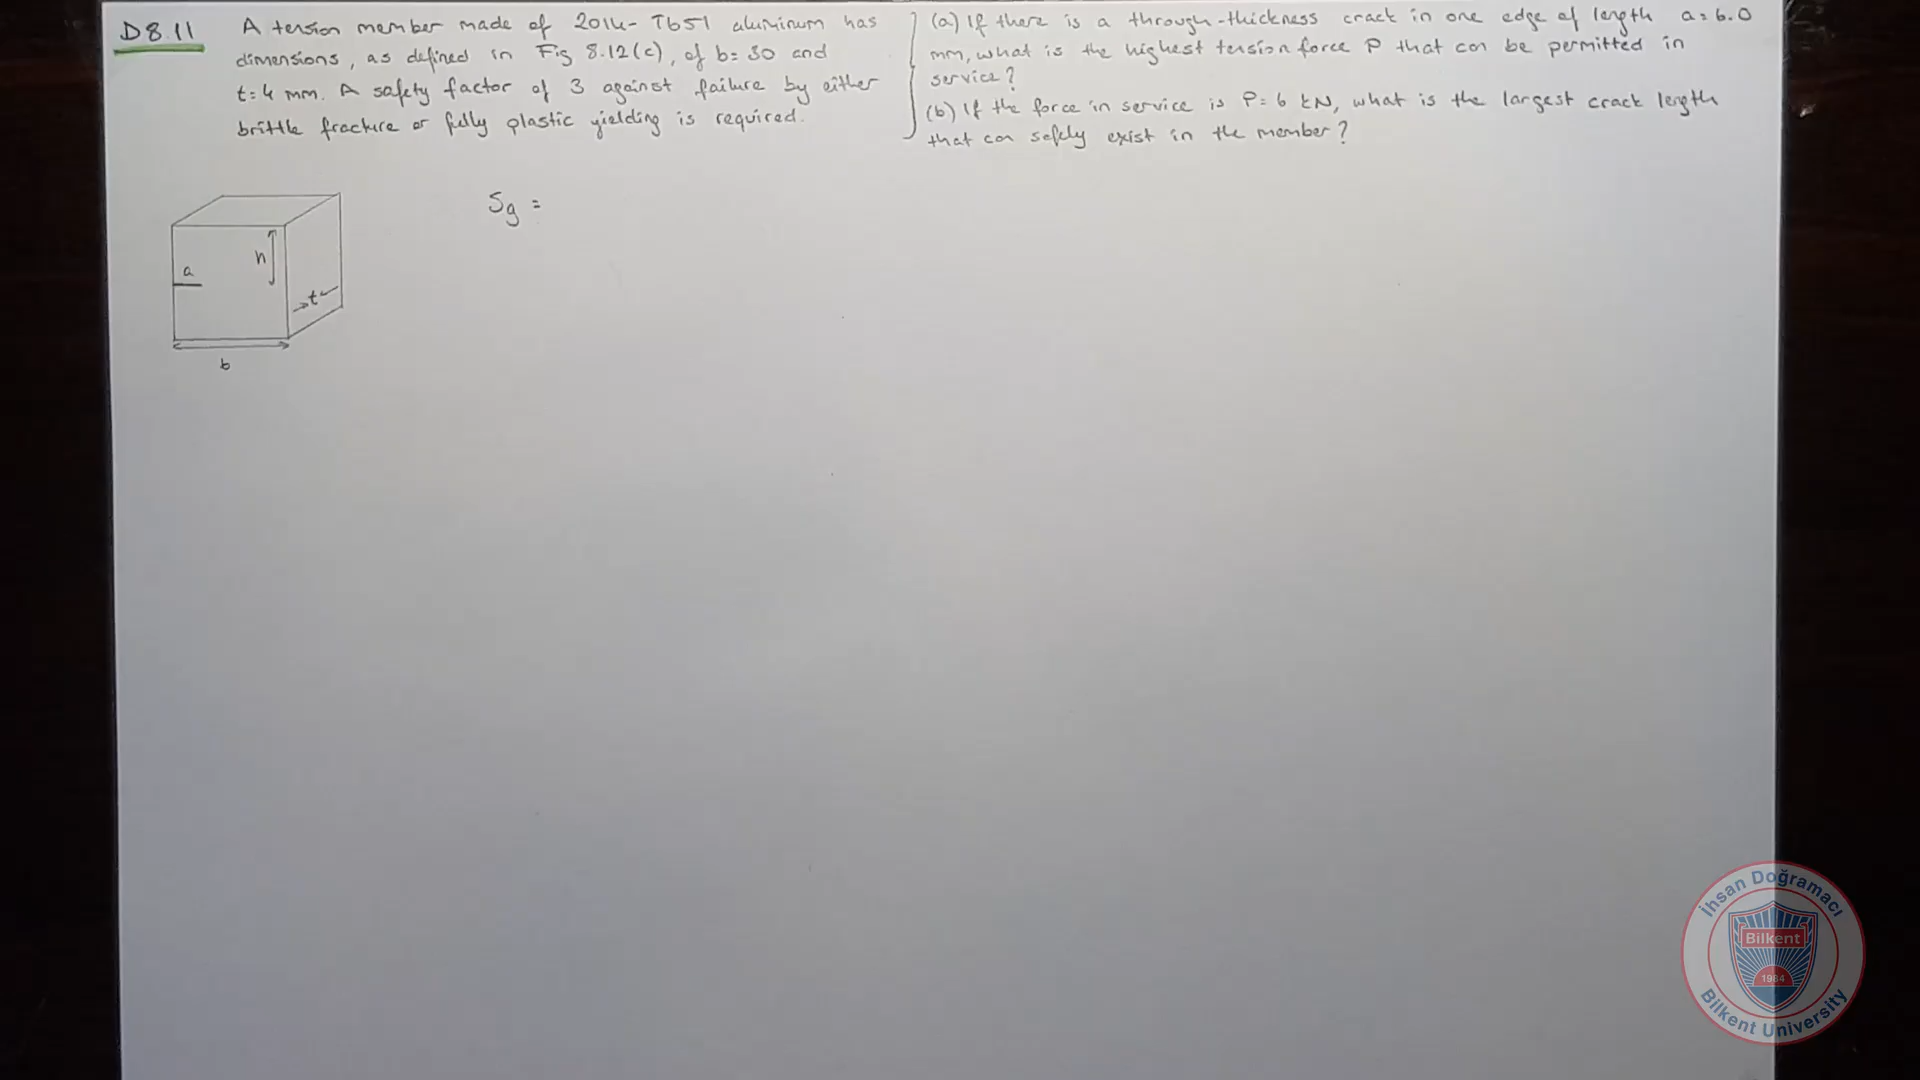 D8.11
A tension member made of 2014-T651 aluminum has
dimensions, as defined in Fig 8.12(c), of b=30 and
t=4 mm. A safety factor of 3 against failure by either
brittle fracture or fully plastic yielding is required.
(a) If there is a through-thickness crack in one edge of length a=6.0
mm, what is the highest tension force P that can be permitted in
service?
(b) If the force in service is P=6 kN, what is the largest crack length
that can safely exist in the member?
Sg =
h
a
t
b
İhsan Doğramacı
Bilkent
1984
Bilkent University